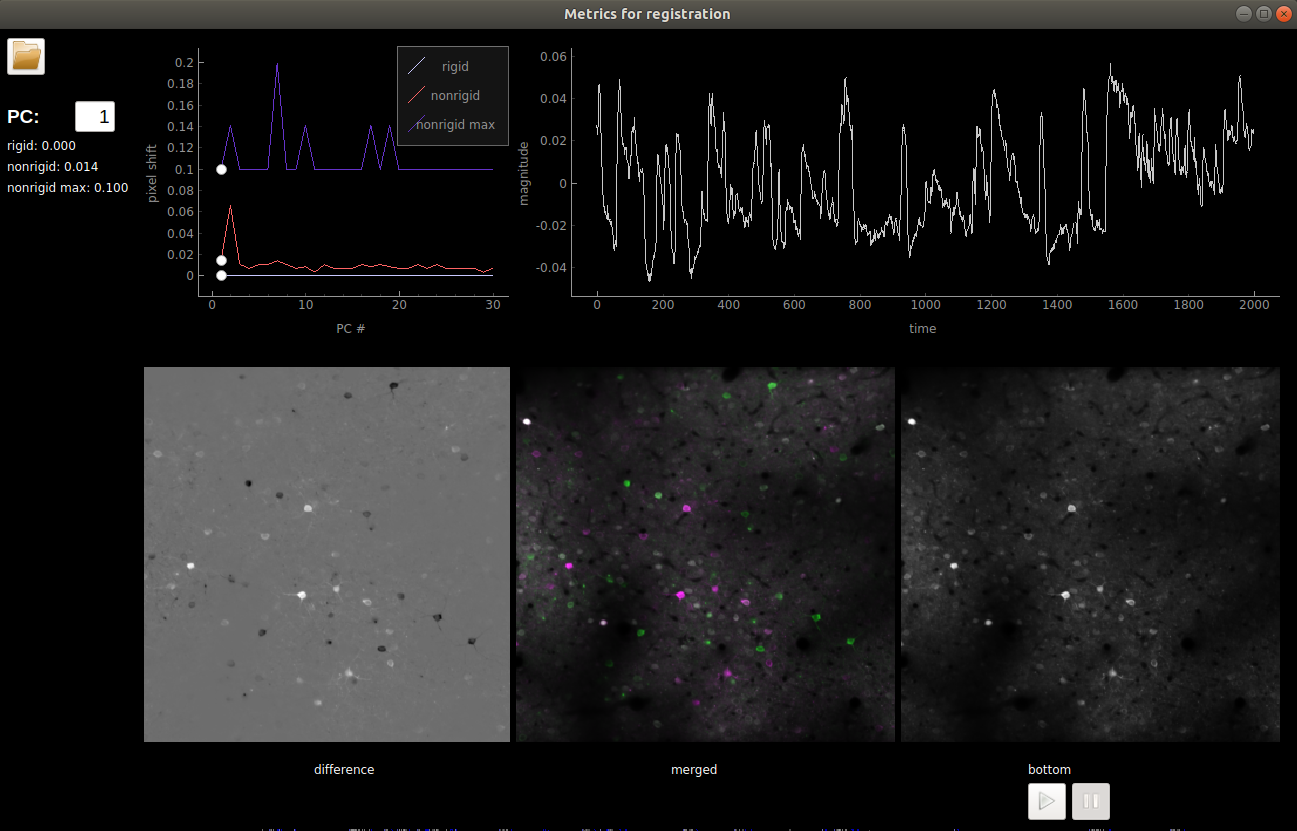 Metrics for registration
PC: 1
rigid: 0.000
nonrigid: 0.014
nonrigid max: 0.100
pixel shift
0.2
0.18
0.16
0.14
0.12
0.1
0.08
0.06
0.04
0.02
0
0 10 20 30
PC #
rigid
nonrigid
nonrigid max
magnitude
0.06
0.04
0.02
0
-0.02
-0.04
0 200 400 600 800 1000 1200 1400 1600 1800 2000
time
difference merged bottom